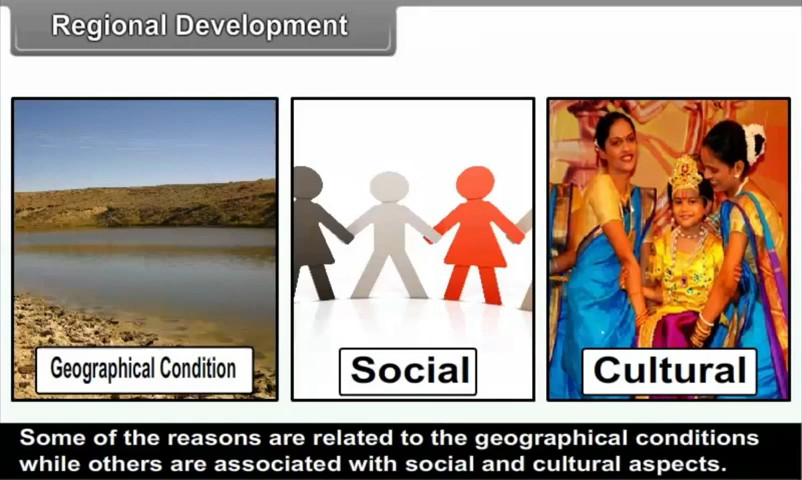 Regional Development
Geographical Condition
Social
Cultural
Some of the reasons are related to the geographical conditions
while others are associated with social and cultural aspects.